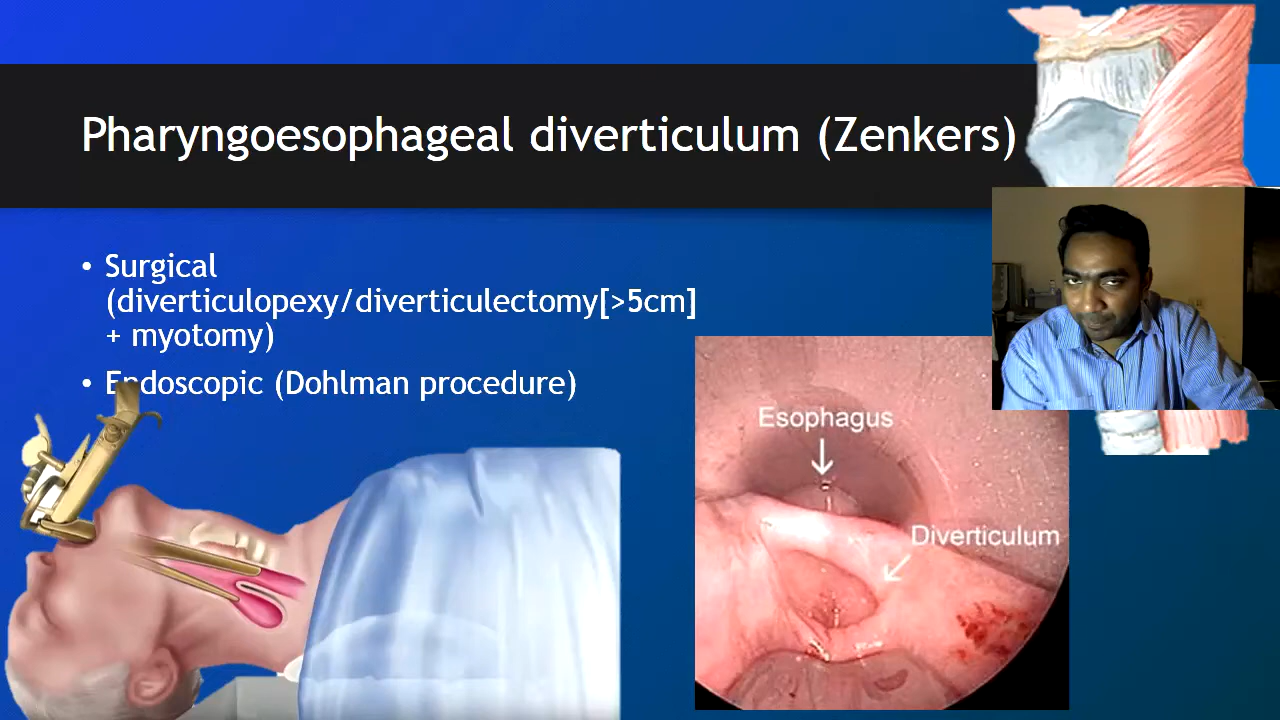 Pharyngoesophageal diverticulum (Zenkers)
• Surgical
(diverticulopexy/diverticulectomy[>5cm]
+ myotomy)
• Endoscopic (Dohlman procedure)
Esophagus
Diverticulum